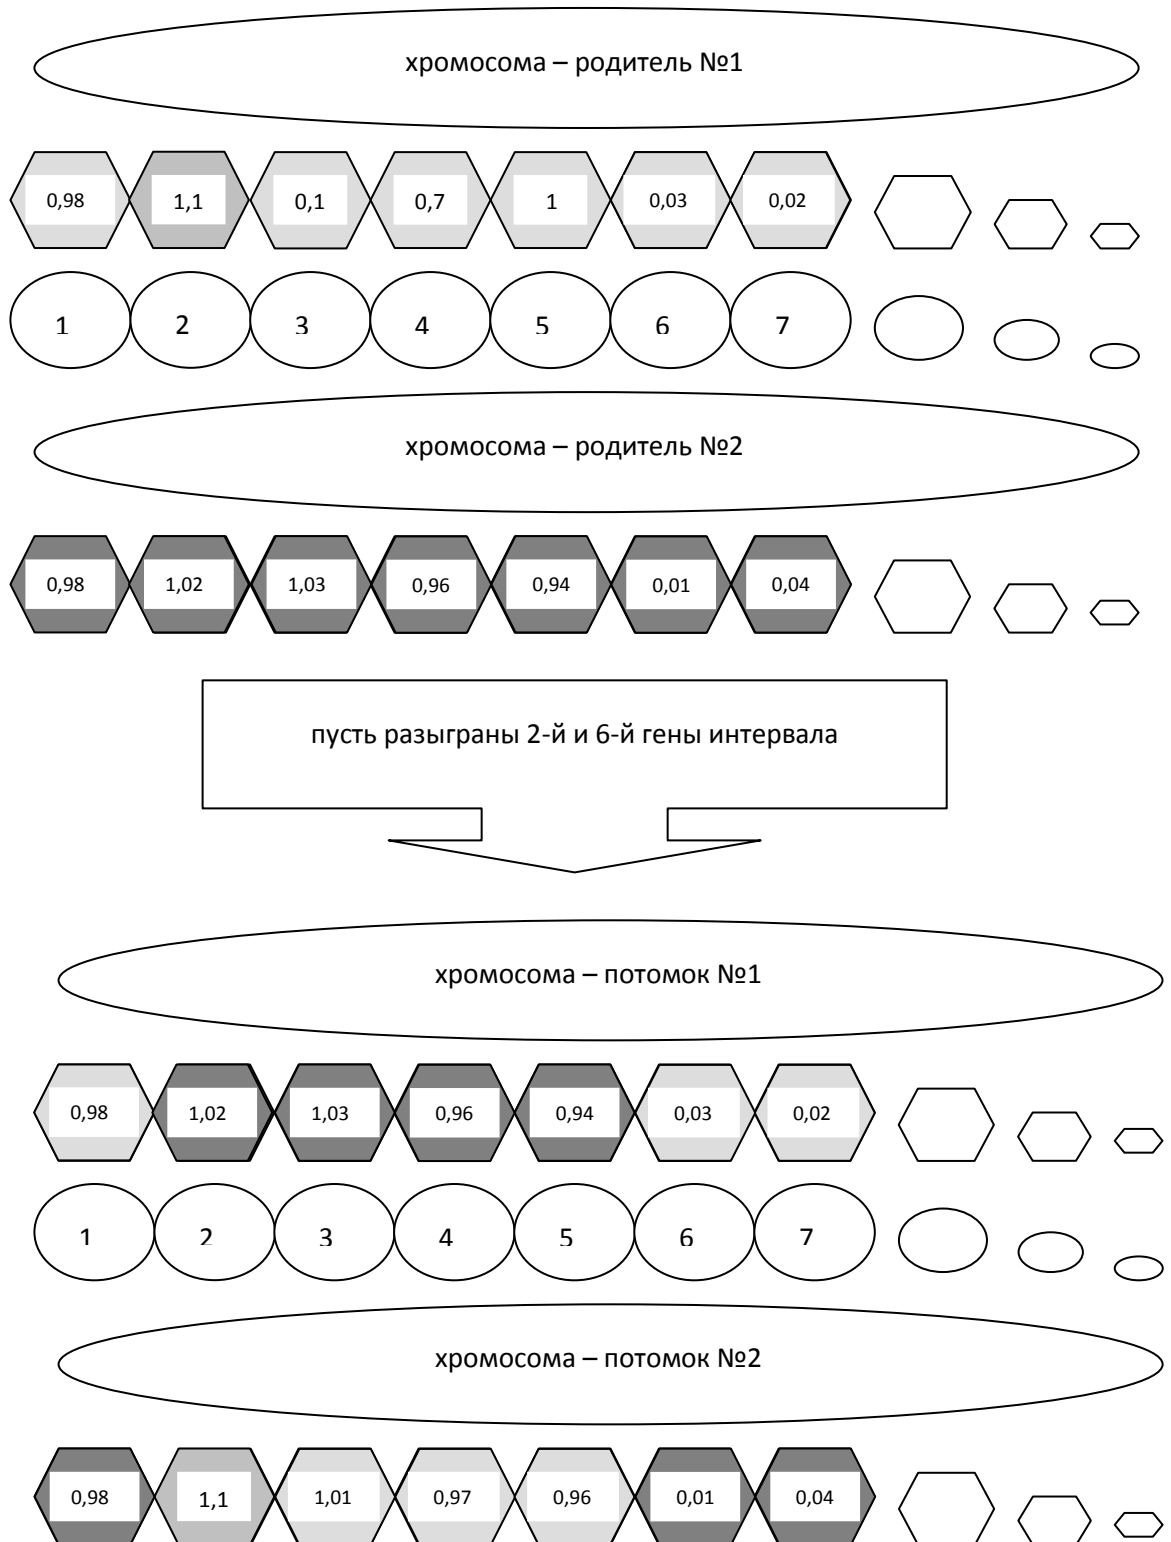 хромосома – родитель №1
0,98 1,1 0,1 0,7 1 0,03 0,02
1 2 3 4 5 6 7
хромосома – родитель №2
0,98 1,02 1,03 0,96 0,94 0,01 0,04
пусть разыграны 2-й и 6-й гены интервала
хромосома – потомок №1
0,98 1,02 1,03 0,96 0,94 0,03 0,02
1 2 3 4 5 6 7
хромосома – потомок №2
0,98 1,1 1,01 0,97 0,96 0,01 0,04